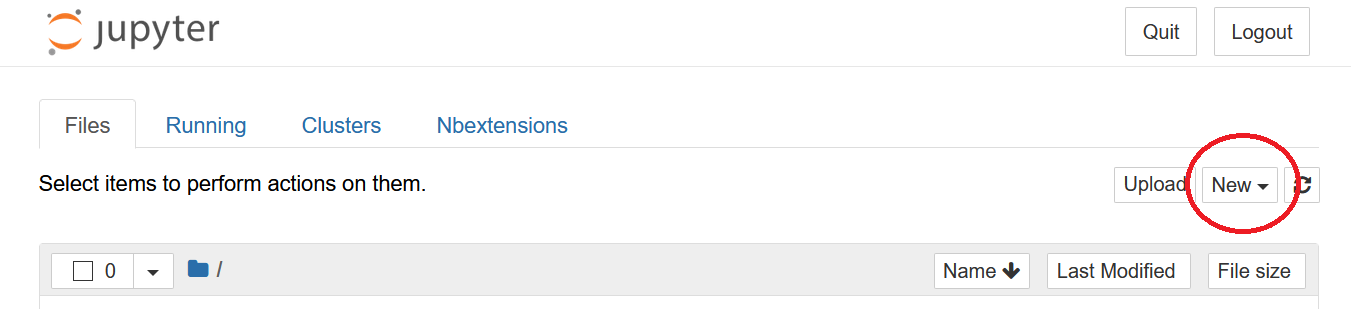 jupyter Quit Logout
Files Running Clusters Nbextensions
Select items to perform actions on them. Upload New
0 / Name Last Modified File size